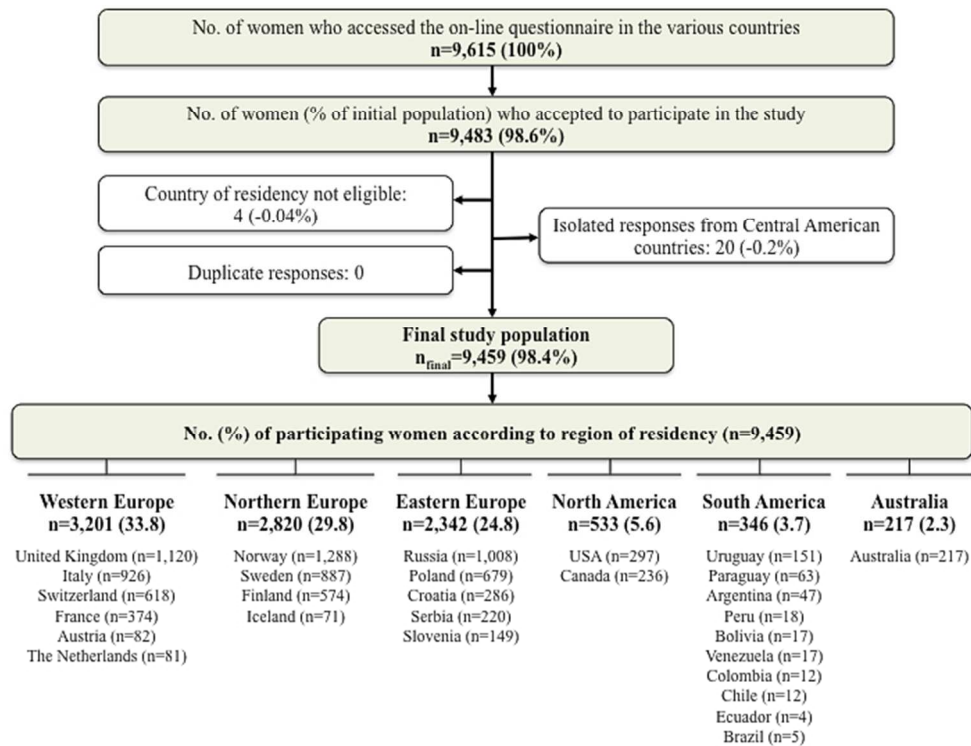 No. of women who accessed the on-line questionnaire in the various countries
n=9,615 (100%)
No. of women (% of initial population) who accepted to participate in the study
n=9,483 (98.6%)
Country of residency not eligible:
4 (-0.04%)
Isolated responses from Central American
countries: 20 (-0.2%)
Duplicate responses: 0
Final study population
nfinal=9,459 (98.4%)
No. (%) of participating women according to region of residency (n=9,459)
Western Europe
n=3,201 (33.8)
United Kingdom (n=1,120)
Italy (n=926)
Switzerland (n=618)
France (n=374)
Austria (n=82)
The Netherlands (n=81)
Northern Europe
n=2,820 (29.8)
Norway (n=1,288)
Sweden (n=887)
Finland (n=574)
Iceland (n=71)
Eastern Europe
n=2,342 (24.8)
Russia (n=1,008)
Poland (n=679)
Croatia (n=286)
Serbia (n=220)
Slovenia (n=149)
North America
n=533 (5.6)
USA (n=297)
Canada (n=236)
South America
n=346 (3.7)
Uruguay (n=151)
Paraguay (n=63)
Argentina (n=47)
Peru (n=18)
Bolivia (n=17)
Venezuela (n=17)
Colombia (n=12)
Chile (n=12)
Ecuador (n=4)
Brazil (n=5)
Australia
n=217 (2.3)
Australia (n=217)